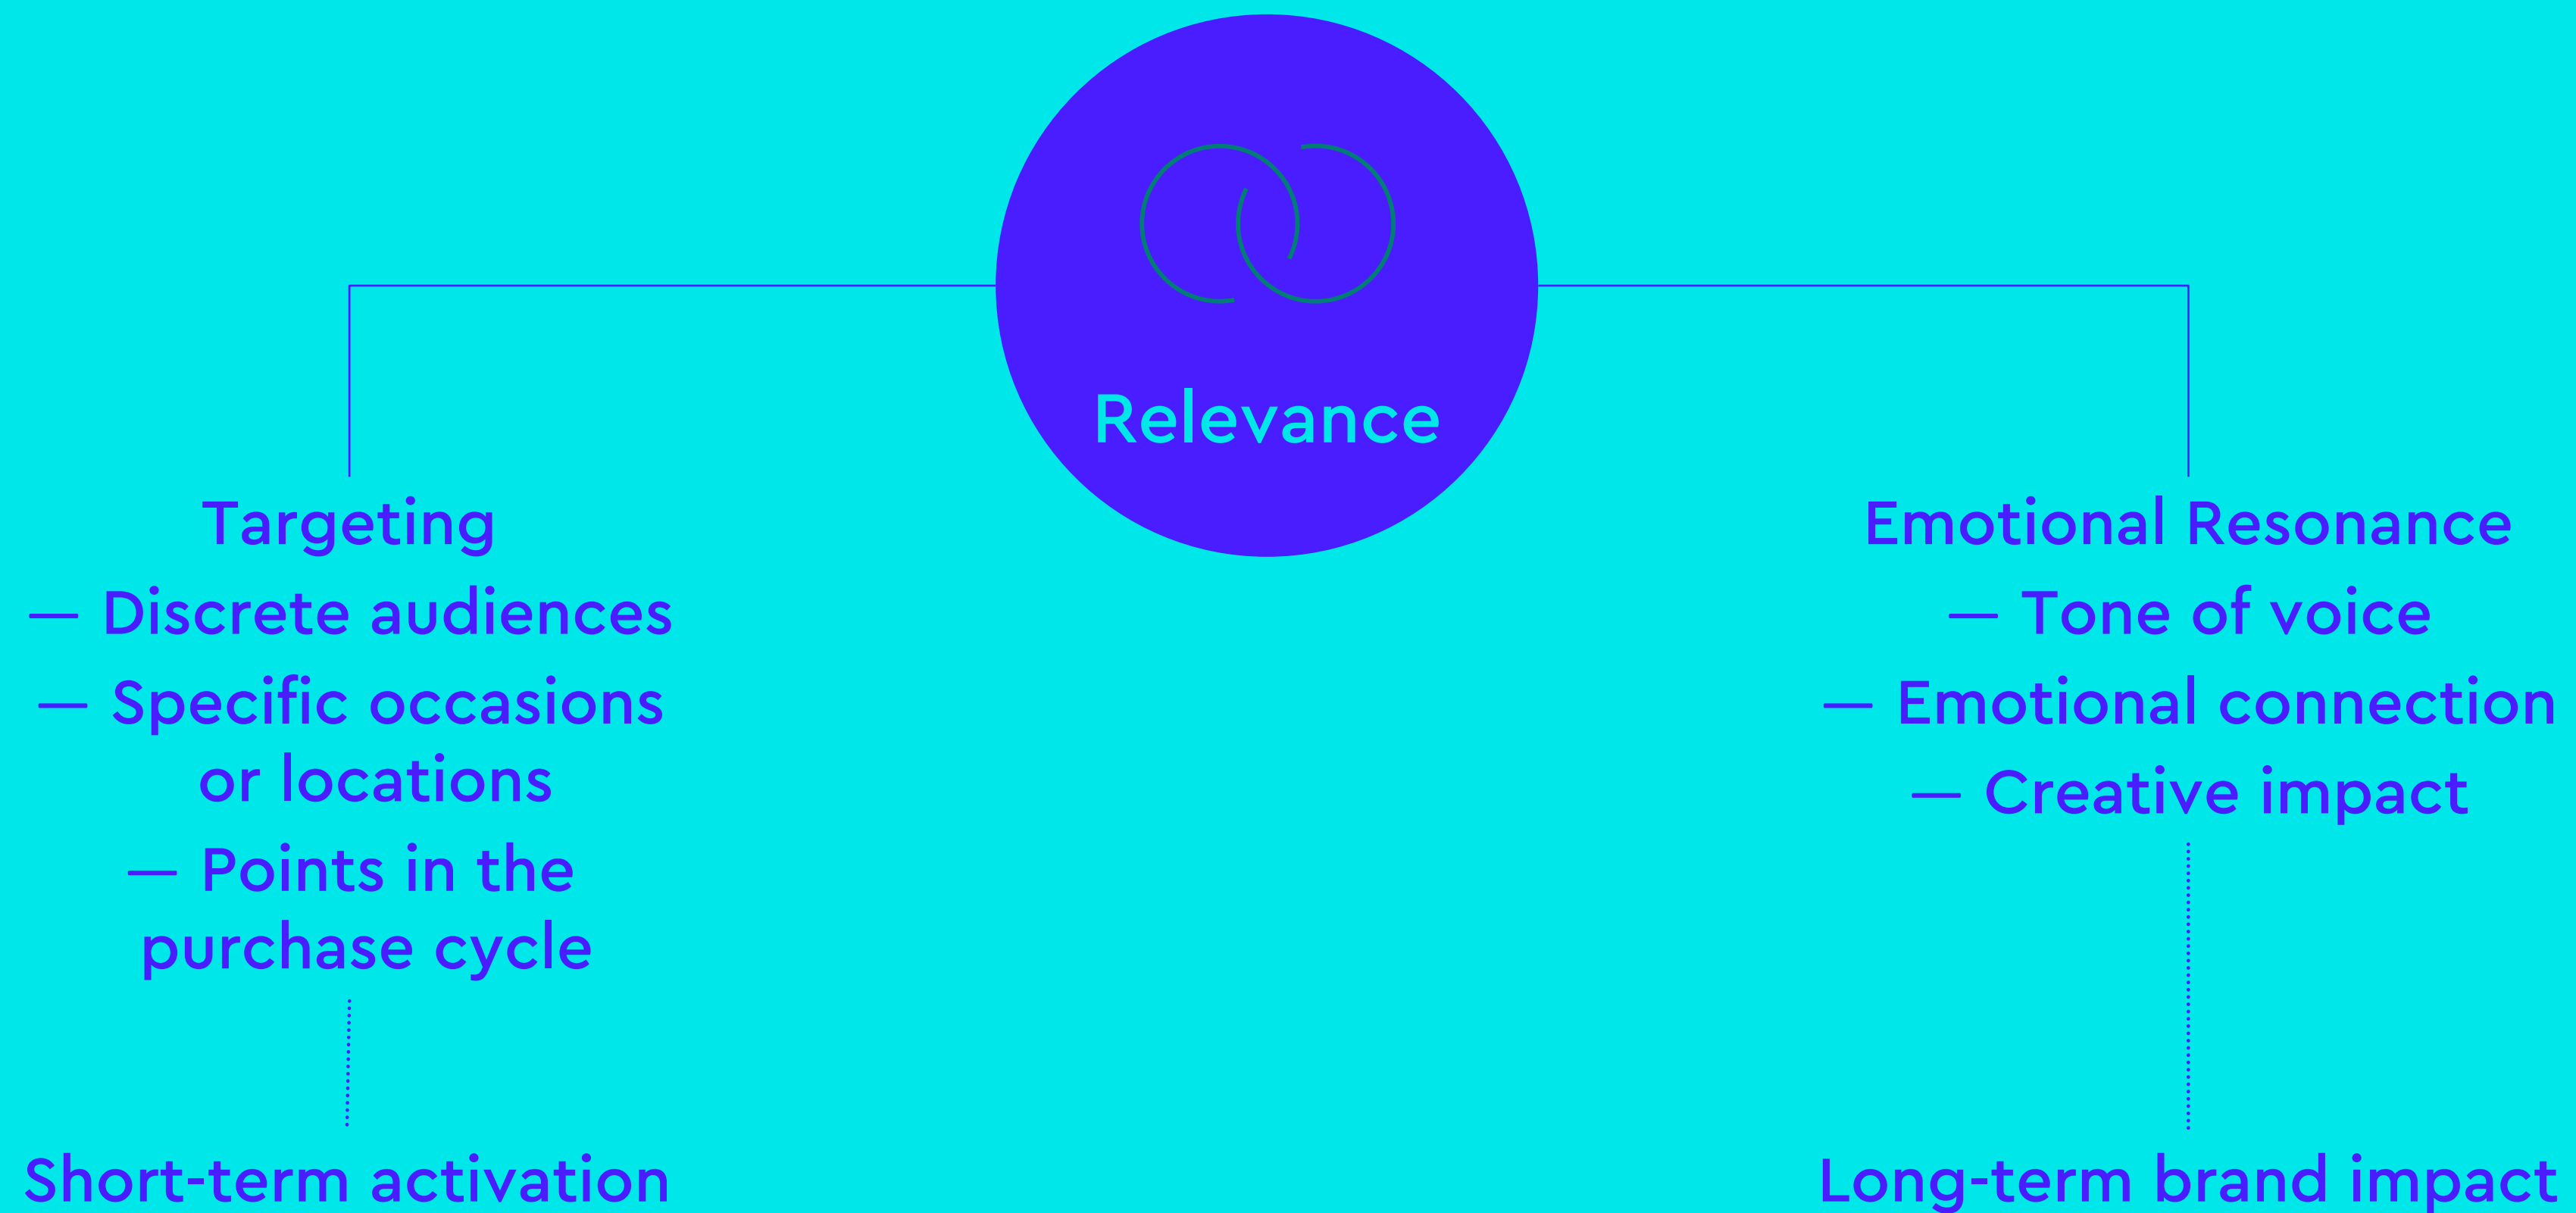 Relevance
Targeting
— Discrete audiences
— Specific occasions
or locations
— Points in the
purchase cycle
Short-term activation
Emotional Resonance
— Tone of voice
— Emotional connection
— Creative impact
Long-term brand impact